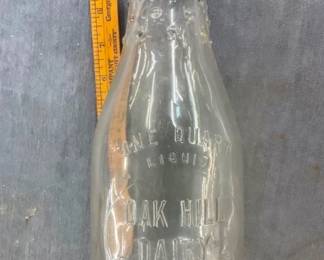 ONE QUART
LIQUID
OAK HILL
DAIRY